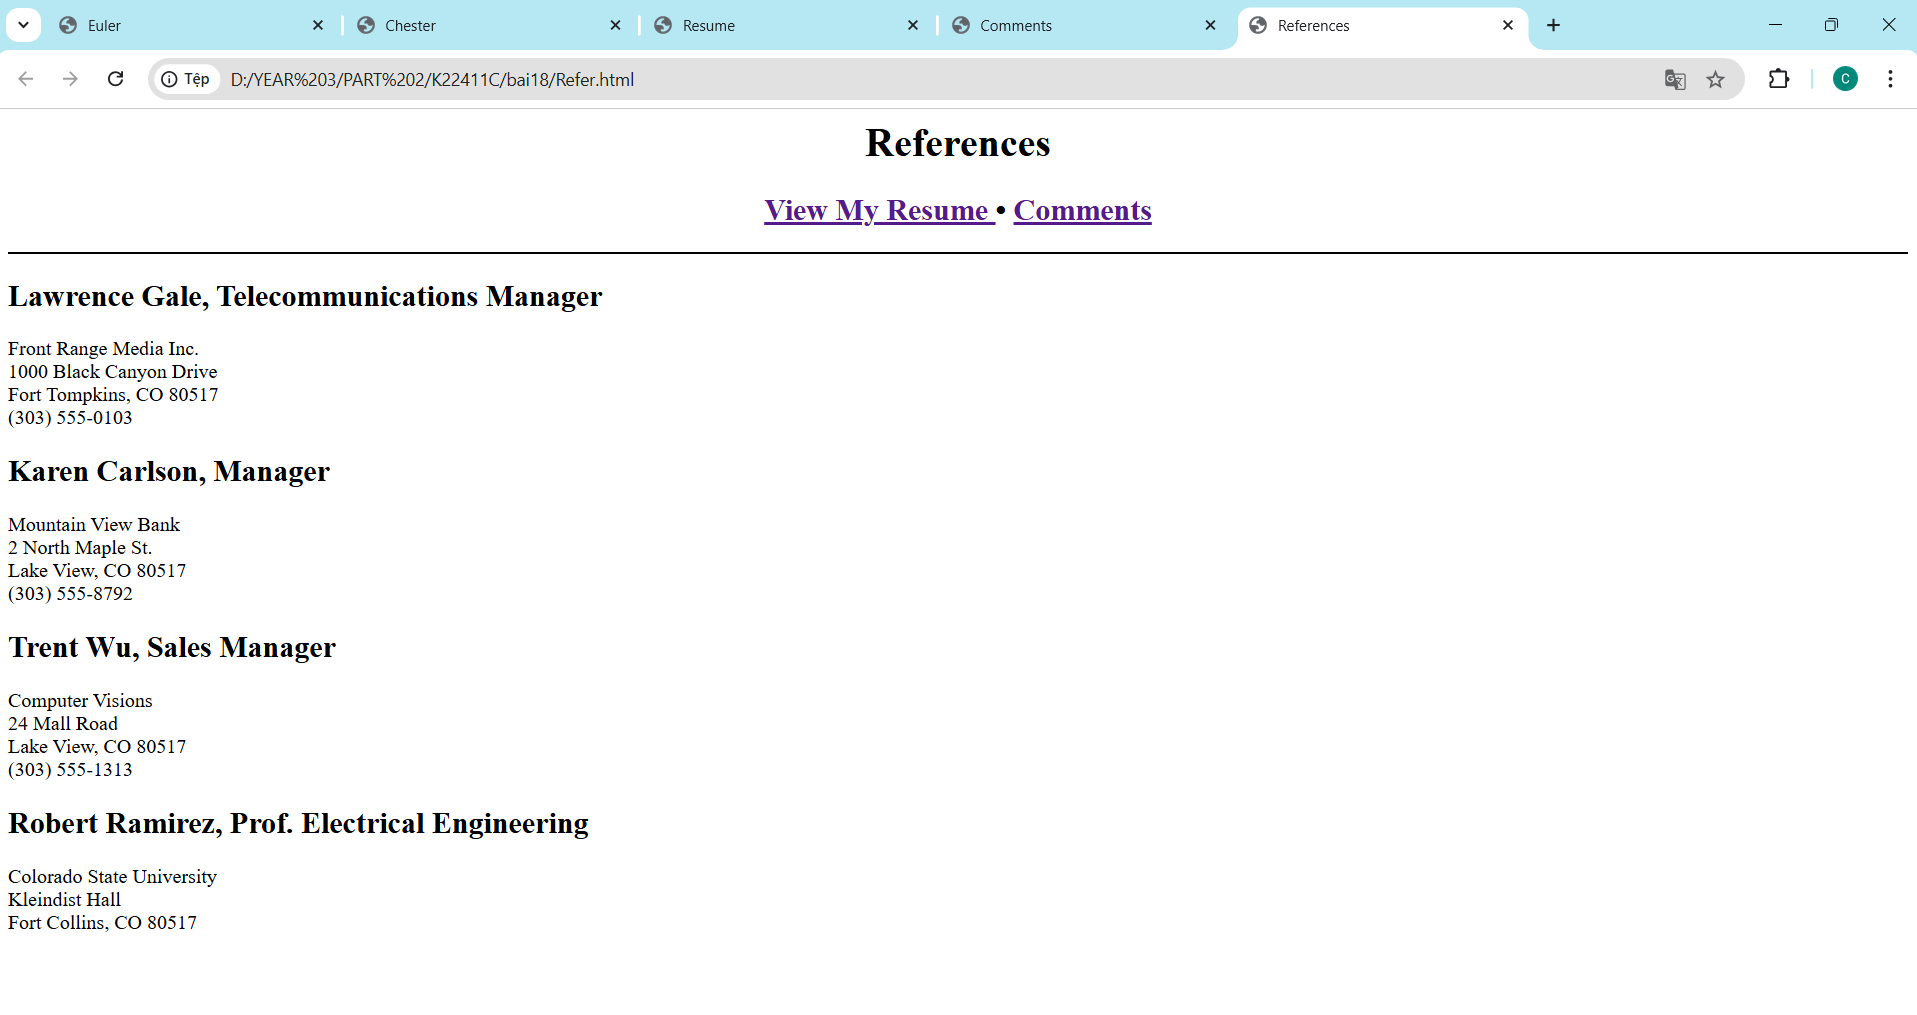 Euler
Chester
Resume
Comments
References
Tệp
D:/YEAR%203/PART%202/K22411C/bai18/Refer.html
C
References
View My Resume • Comments
Lawrence Gale, Telecommunications Manager
Front Range Media Inc.
1000 Black Canyon Drive
Fort Tompkins, CO 80517
(303) 555-0103
Karen Carlson, Manager
Mountain View Bank
2 North Maple St.
Lake View, CO 80517
(303) 555-8792
Trent Wu, Sales Manager
Computer Visions
24 Mall Road
Lake View, CO 80517
(303) 555-1313
Robert Ramirez, Prof. Electrical Engineering
Colorado State University
Kleindist Hall
Fort Collins, CO 80517